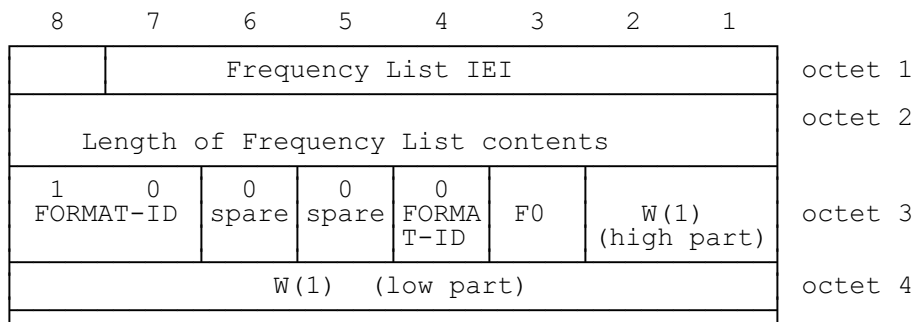 8 7 6 5 4 3 2 1
Frequency List IEI octet 1
octet 2
Length of Frequency List contents
1 0 0 0 0
FORMAT-ID spare spare FORMA F0 W(1) octet 3
T-ID (high part)
W(1) (low part) octet 4